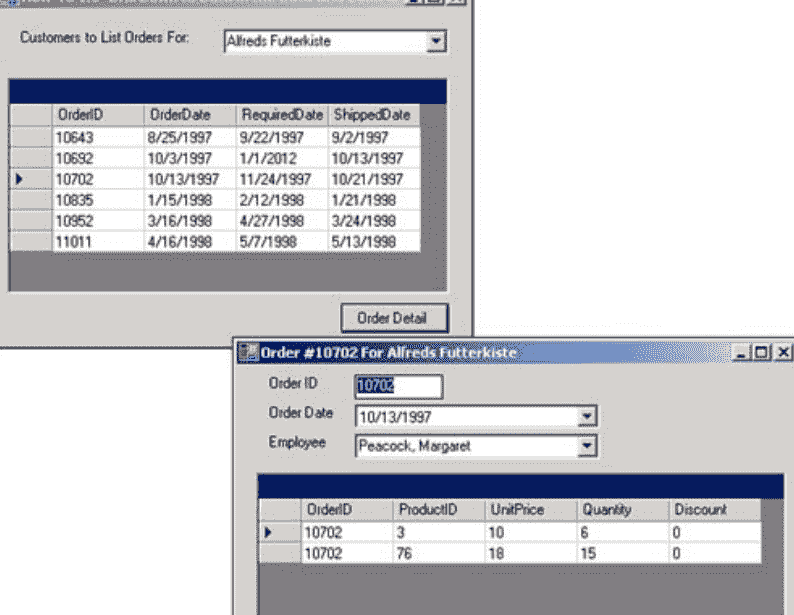 Customers to List Orders For: Alfreds Futterkiste
OrderID OrderDate RequiredDate ShippedDate
10643 8/25/1997 9/22/1997 9/2/1997
10692 10/3/1997 1/1/2012 10/13/1997
10702 10/13/1997 11/24/1997 10/21/1997
10835 1/15/1998 2/12/1998 1/21/1998
10952 3/16/1998 4/27/1998 3/24/1998
11011 4/16/1998 5/7/1998 5/13/1998
Order Detail
Order #10702 For Alfreds Futterkiste
Order ID 10702
Order Date 10/13/1997
Employee Peacock, Margaret
OrderID ProductID UnitPrice Quantity Discount
10702 3 10 6 0
10702 76 18 15 0